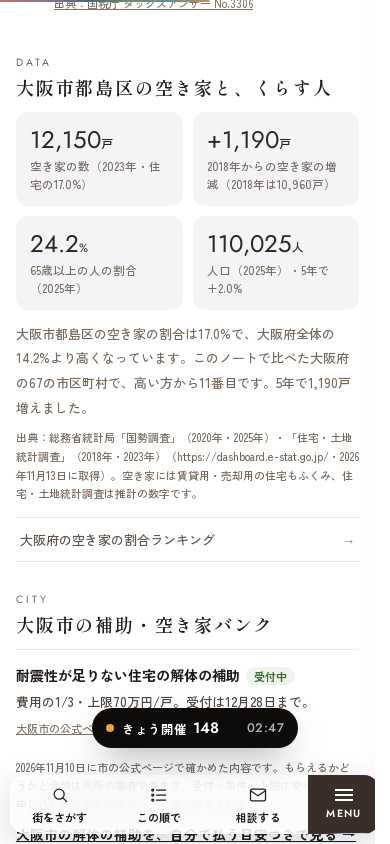 出典：国税庁 タックスアンサー No.3306
DATA
大阪市都島区の空き家と、くらす人
12,150戸
空き家の数（2023年・住
宅の17.0%）
+1,190戸
2018年からの空き家の増
減（2018年は10,960戸）
24.2%
65歳以上の人の割合
（2025年）
110,025人
人口（2025年）・5年で
+2.0%
大阪市都島区の空き家の割合は17.0%で、大阪府全体の
14.2%より高くなっています。このノートで比べた大阪府
の67の市区町村で、高い方から11番目です。5年で1,190戸
増えました。
出典：総務省統計局「国勢調査」（2020年・2025年）・「住宅・土地
統計調査」（2018年・2023年）（https://dashboard.e-stat.go.jp/・2026
年11月13日に取得）。空き家には賃貸用・売却用の住宅もふくみ、住
宅・土地統計調査は推計の数字です。
大阪府の空き家の割合ランキング →
CITY
大阪市の補助・空き家バンク
耐震性が足りない住宅の解体の補助 受付中
費用の1/3・上限70万円/戸。受付は12月28日まで。
大阪市の公式ペ
きょう開催 148 02:47
2026年11月10日に市の公式ページで確かめた内容です。もらえるかど
街をさがす
この順で
相談する
MENU
大阪市の解体の補助を、自分で払う目安つきで見る →